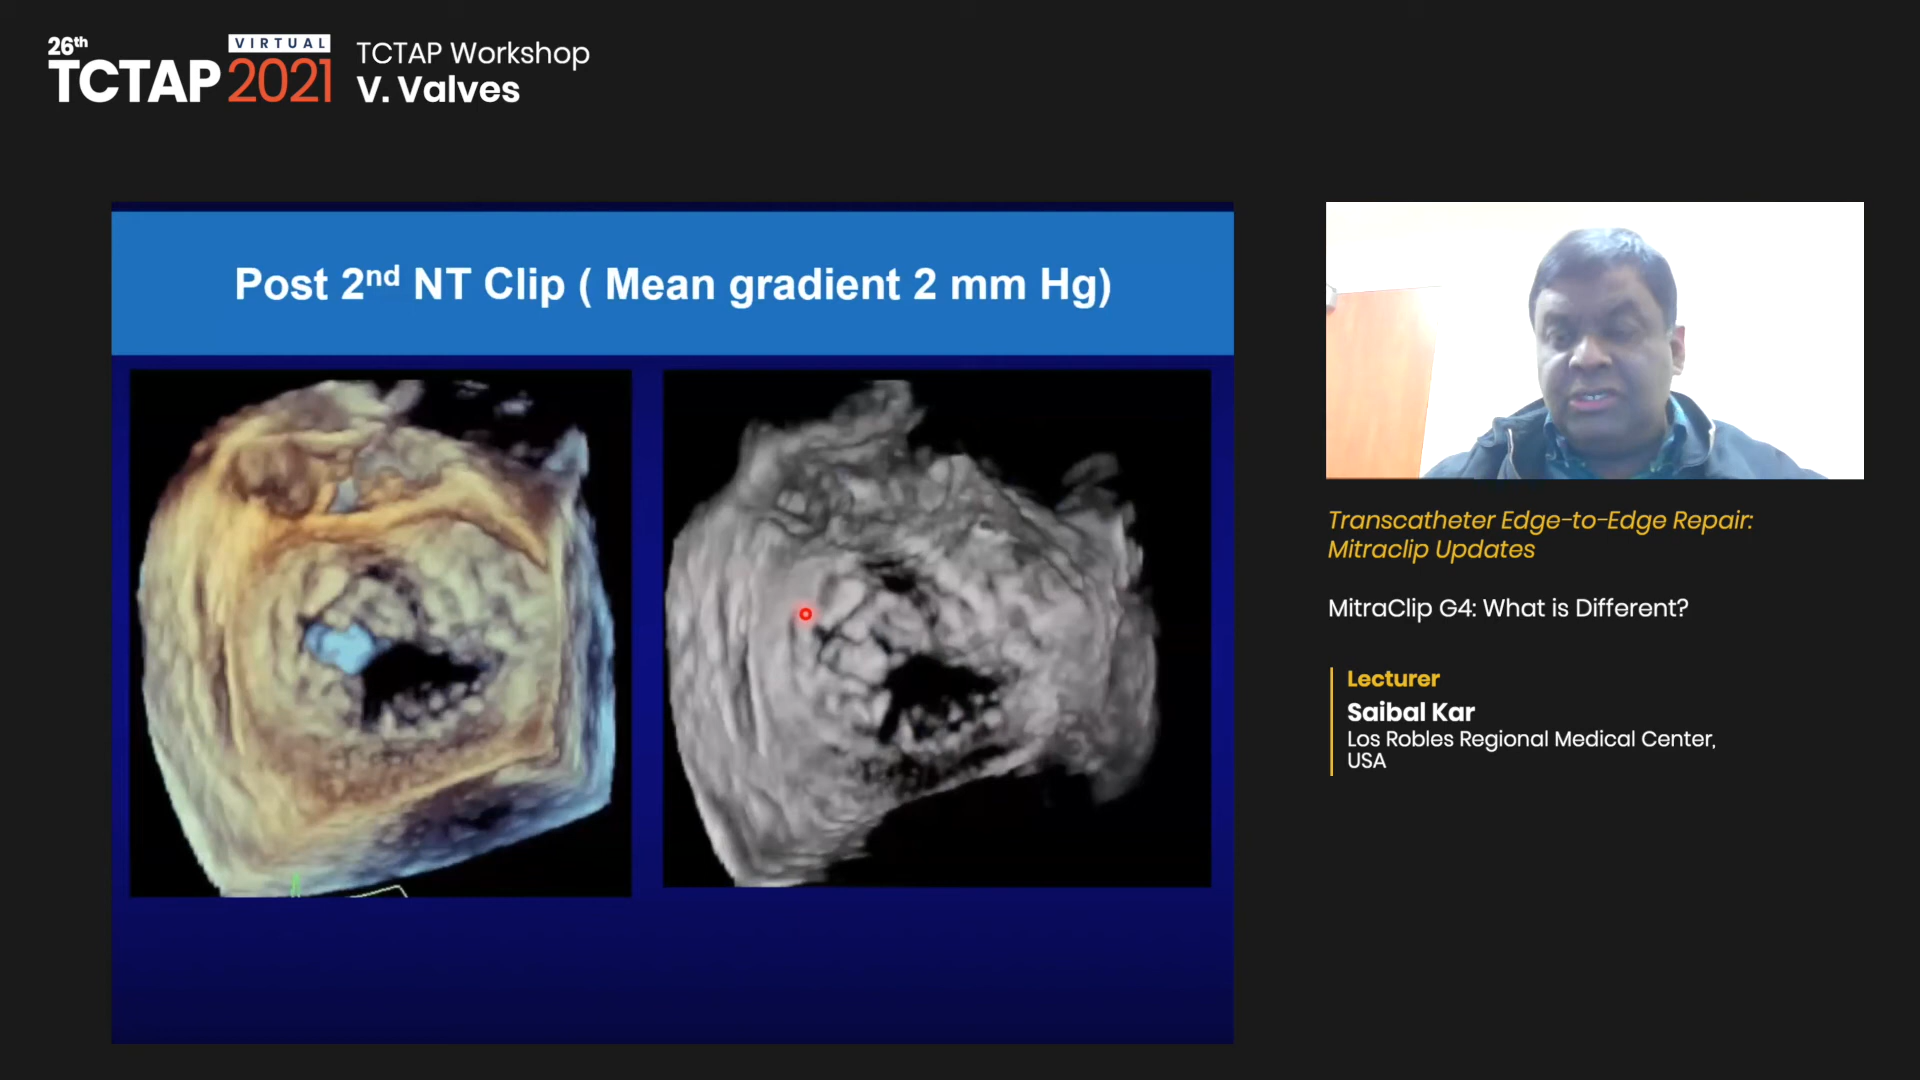 26th
VIRTUAL
TCTAP 2021
TCTAP Workshop
V. Valves
Post 2nd NT Clip ( Mean gradient 2 mm Hg)
Transcatheter Edge-to-Edge Repair:
Mitraclip Updates
MitraClip G4: What is Different?
Lecturer
Saibal Kar
Los Robles Regional Medical Center,
USA